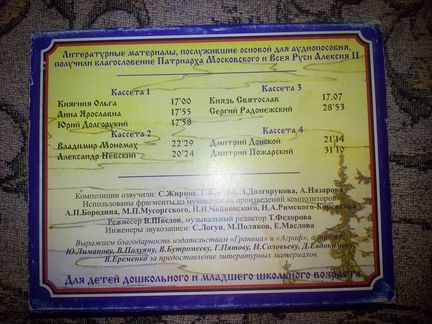 Литературные материалы, послужившие основой для аудиопособия,
получили благословение Патриарха Московского и Всея Руси Алексия II
Кассета 1
Княгиня Ольга 17'00
Анна Ярославна 17'55
Юрий Долгорукий 17'58
Кассета 2
Владимир Мономах 22'29
Александр Невский 20'24
Кассета 3
Князь Святослав 17.07
Сергий Радонежский 28'53
Кассета 4
Дмитрий Донской 21'14
Дмитрий Пожарский 31'10
Композиции озвучили: С.Жирнов, Долгорукова, А.Назарова
Использованы фрагменты из музыкальных произведений композиторов
А.П.Бородина, М.П.Мусоргского, П.И.Чайковского, Н.А.Римского-Корсакова
Режиссер В.Шведов, музыкальный редактор Т.Федорова
Инженеры звукозаписи: С.Логун, М.Поляков, Е.Маслова
Выражаем благодарность издательствам «Граница» и «Аграф», а также
Ю.Лиманову, В.Полуяну, В.Бутромееву, Г.Пятову, Н.Соловьеву, Д.Евдокимову,
В.Еременко за предоставление литературных материалов
Для детей дошкольного и младшего школьного возраста